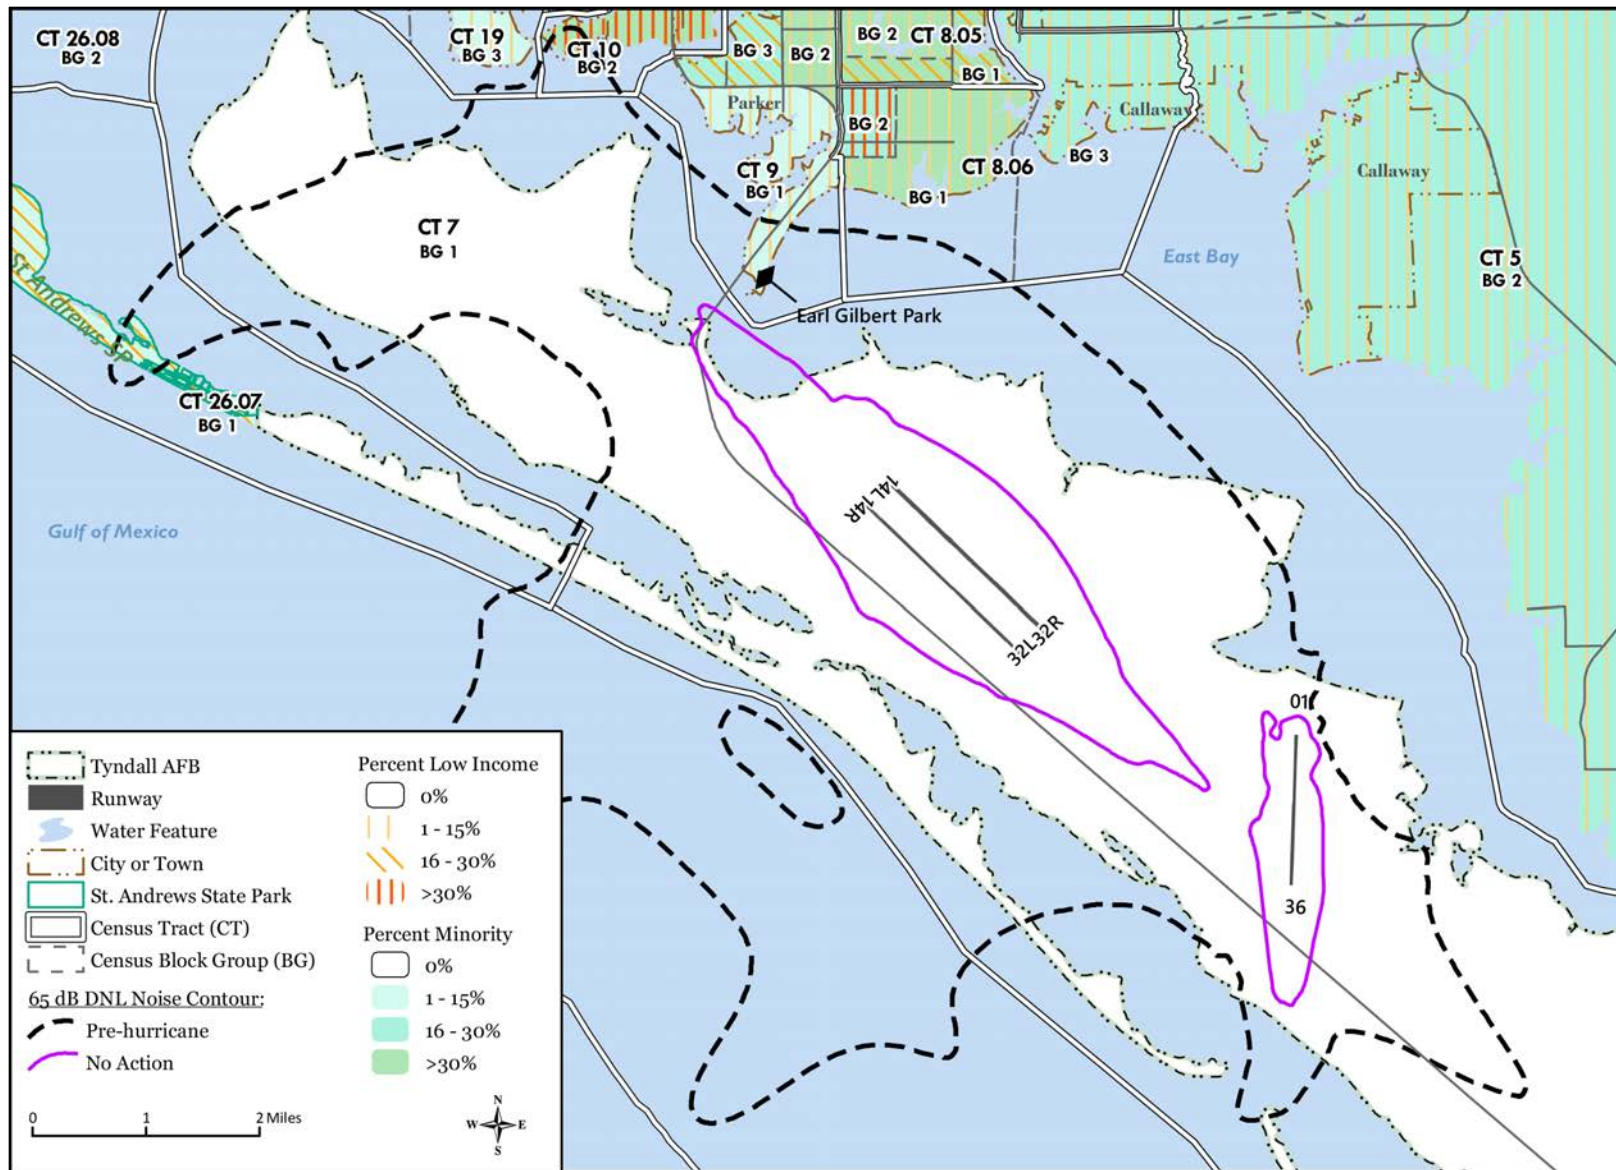 CT 26.08
BG 2
CT 19
BG 3
CT 10
BG 2
BG 3
BG 2
BG 2
CT 8.05
BG 1
Parker
BG 2
Callaway
BG 3
CT 9
BG 1
CT 8.06
BG 1
Callaway
CT 7
BG 1
East Bay
CT 5
BG 2
St Andrews SP
Earl Gilbert Park
CT 26.07
BG 1
Gulf of Mexico
14L 14R
32L32R
01
36
Tyndall AFB
Runway
Water Feature
City or Town
St. Andrews State Park
Census Tract (CT)
Census Block Group (BG)
65 dB DNL Noise Contour:
Pre-hurricane
No Action
Percent Low Income
0%
1 - 15%
16 - 30%
>30%
Percent Minority
0%
1 - 15%
16 - 30%
>30%
0 1 2 Miles
N
W E
S